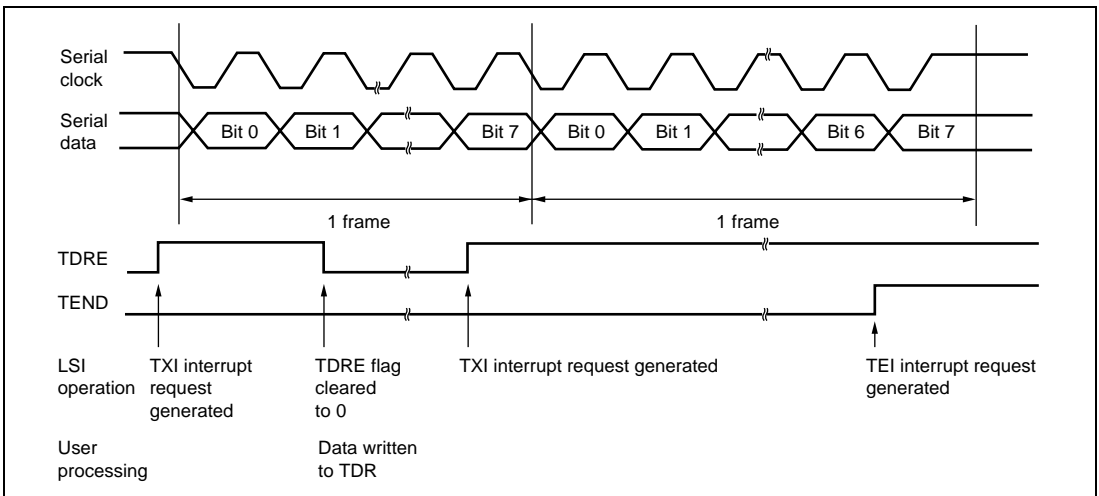 Serial
clock
Serial
data
Bit 0 Bit 1 Bit 7 Bit 0 Bit 1 Bit 6 Bit 7
1 frame 1 frame
TDRE
TEND
LSI
operation
TXI interrupt
request
generated
TDRE flag
cleared
to 0
TXI interrupt request generated
TEI interrupt request
generated
User
processing
Data written
to TDR